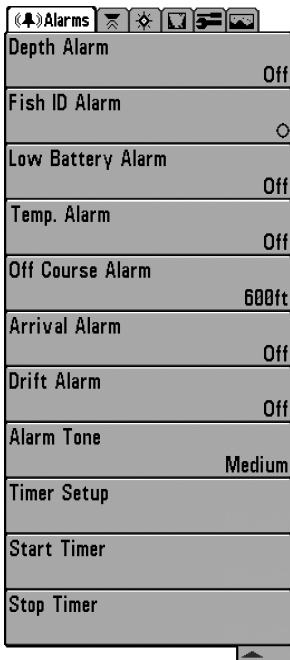 Alarms
Depth Alarm
Off
Fish ID Alarm
Low Battery Alarm
Off
Temp. Alarm
Off
Off Course Alarm
600ft
Arrival Alarm
Off
Drift Alarm
Off
Alarm Tone
Medium
Timer Setup
Start Timer
Stop Timer